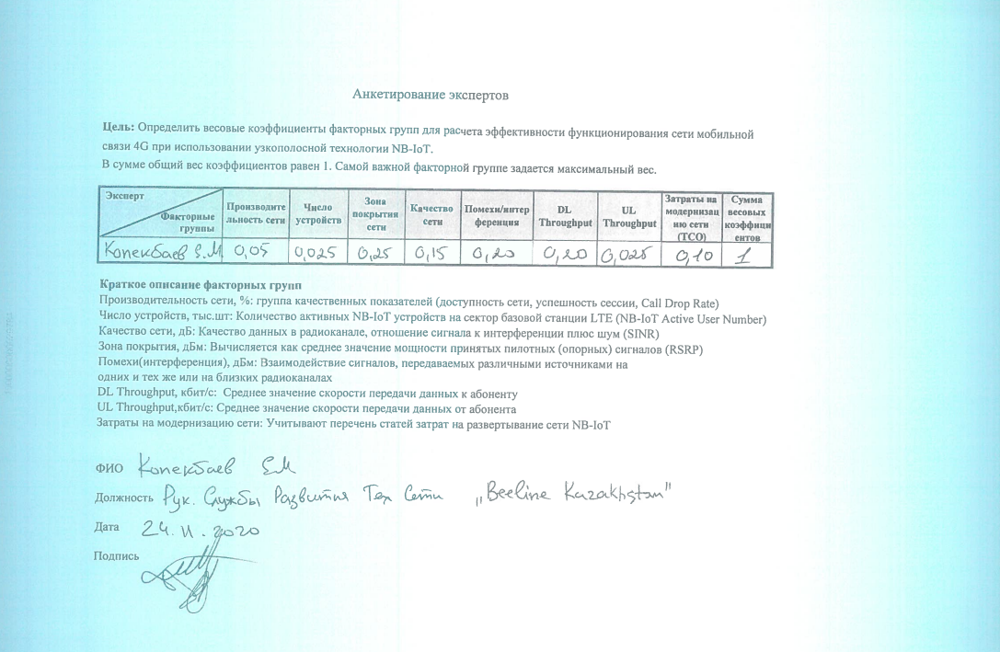 Анкетирование экспертов
Цель: Определить весовые коэффициенты факторных групп для расчета эффективности функционирования сети мобильной
связи 4G при использовании узкополосной технологии NB-IoT.
В сумме общий вес коэффициентов равен 1. Самой важной факторной группе задается максимальный вес.
Эксперт Факторные группы Производите льность сети Число устройств Зона покрытия сети Качество сети Помехи/интер ференция DL Throughput UL Throughput Затраты на модернизац ию сети (TCO) Сумма весовых коэффици ентов
Копекбаев Е.М 0,05 0,025 0,25 0,15 0,20 0,20 0,025 0,10 1
Краткое описание факторных групп
Производительность сети, %: группа качественных показателей (доступность сети, успешность сессии, Call Drop Rate)
Число устройств, тыс.шт: Количество активных NB-IoT устройств на сектор базовой станции LTE (NB-IoT Active User Number)
Качество сети, дБ: Качество данных в радиоканале, отношение сигнала к интерференции плюс шум (SINR)
Зона покрытия, дБм: Вычисляется как среднее значение мощности принятых пилотных (опорных) сигналов (RSRP)
Помехи(интерференция), дБм: Взаимодействие сигналов, передаваемых различными источниками на
одних и тех же или на близких радиоканалах
DL Throughput, кбит/с: Среднее значение скорости передачи данных к абоненту
UL Throughput,кбит/с: Среднее значение скорости передачи данных от абонента
Затраты на модернизацию сети: Учитывают перечень статей затрат на развертывание сети NB-IoT
ФИО Копекбаев Е.М
Должность Рук. Службы Развития Тех Сети „Beeline Kazakhstan"
Дата 24.11.2020
Подпись